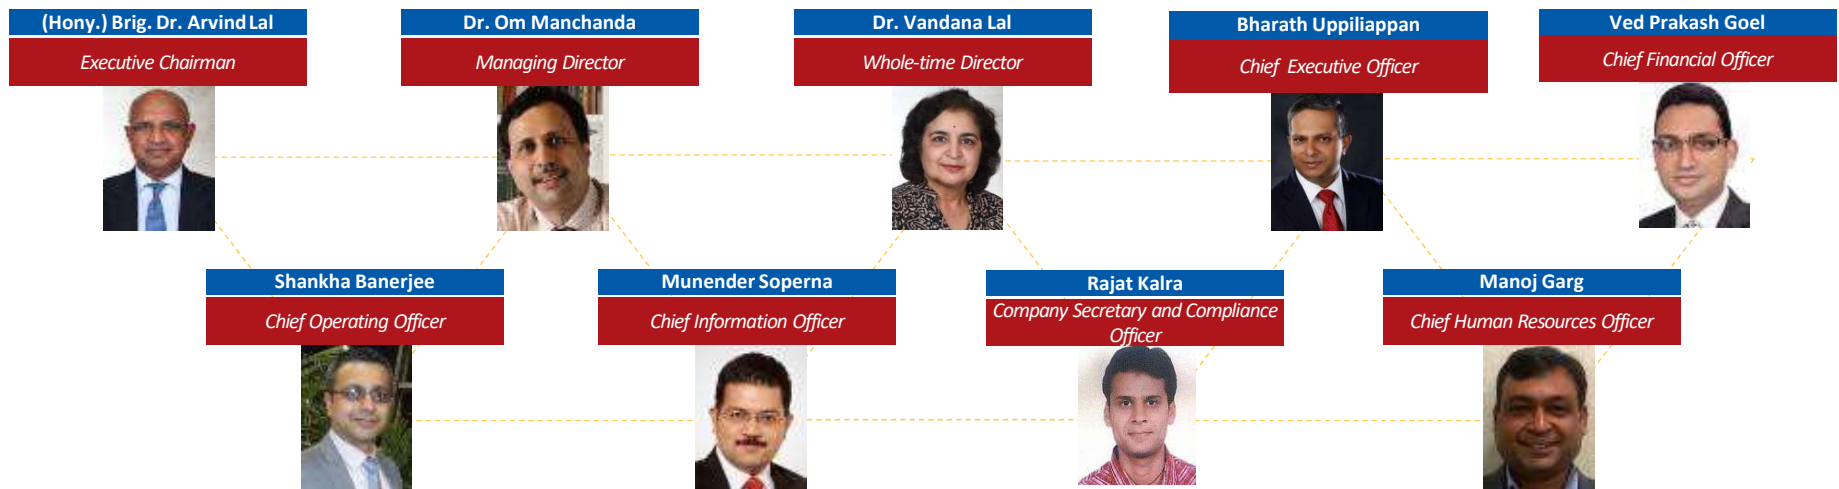 (Hony.) Brig. Dr. Arvind Lal
Executive Chairman
Dr. Om Manchanda
Managing Director
Dr. Vandana Lal
Whole-time Director
Bharath Uppiliappan
Chief Executive Officer
Ved Prakash Goel
Chief Financial Officer
Shankha Banerjee
Chief Operating Officer
Munender Soperna
Chief Information Officer
Rajat Kalra
Company Secretary and Compliance
Officer
Manoj Garg
Chief Human Resources Officer